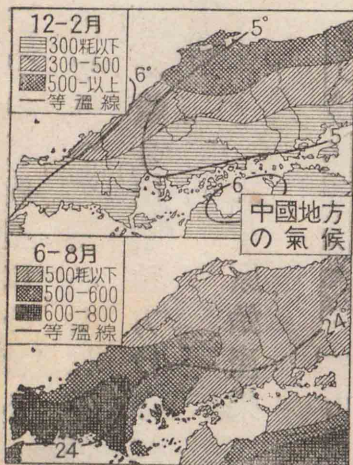 12-2月
300粍以下
300-500
500-以上
一等溫線
5°
6°
6
中國地方
の氣候
6-8月
500粍以下
500-600
600-800
一等溫線
24
24